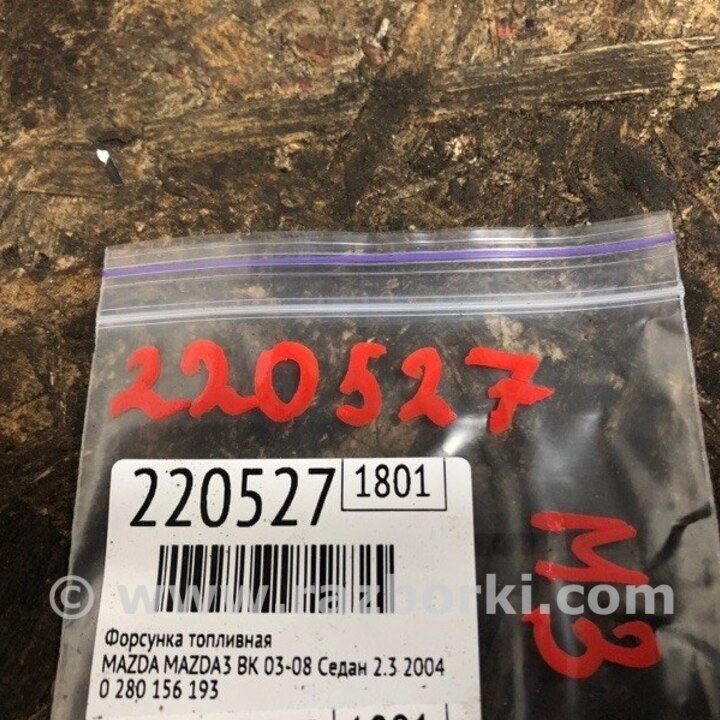 220527
220527 1801
М3
© www.razborki.com
Форсунка топливная
MAZDA MAZDA3 BK 03-08 Седан 2.3 2004
0 280 156 193